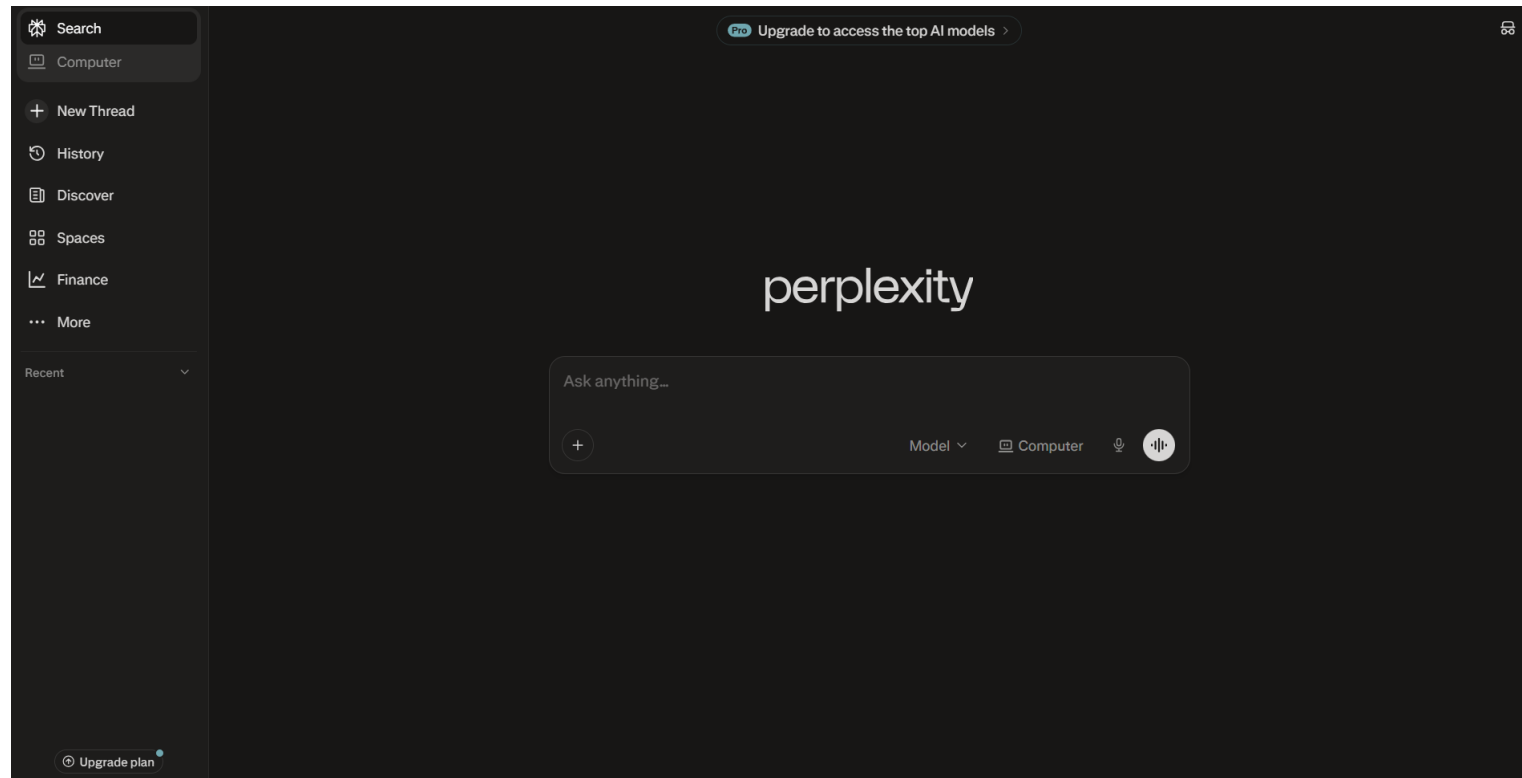 Search
Computer
New Thread
History
Discover
Spaces
Finance
More
Recent
Upgrade plan
Pro Upgrade to access the top AI models
perplexity
Ask anything...
Model
Computer